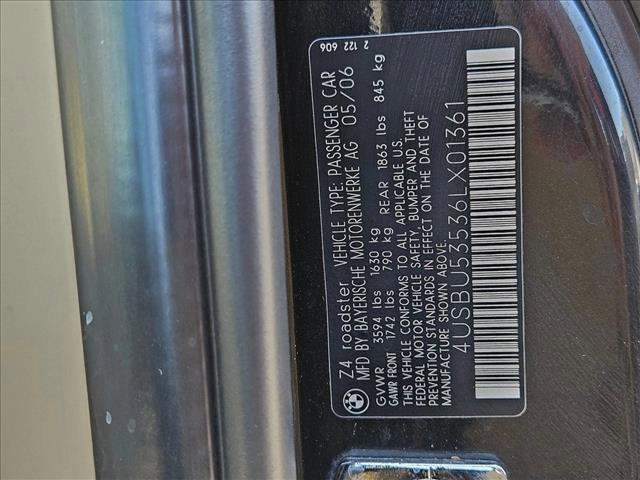 Z4 roadster VEHICLE TYPE: PASSENGER CAR
MFD BY BAYERISCHE MOTORENWERKE AG 05/06
GVWR 3594 lbs 1630 kg
GAWR FRONT 1742 lbs 790 kg REAR 1863 lbs 845 kg
THIS VEHICLE CONFORMS TO ALL APPLICABLE U.S.
FEDERAL MOTOR VEHICLE SAFETY, BUMPER AND THEFT
PREVENTION STANDARDS IN EFFECT ON THE DATE OF
MANUFACTURE SHOWN ABOVE.
4USBU53536LX01361
2 122 606
BMW